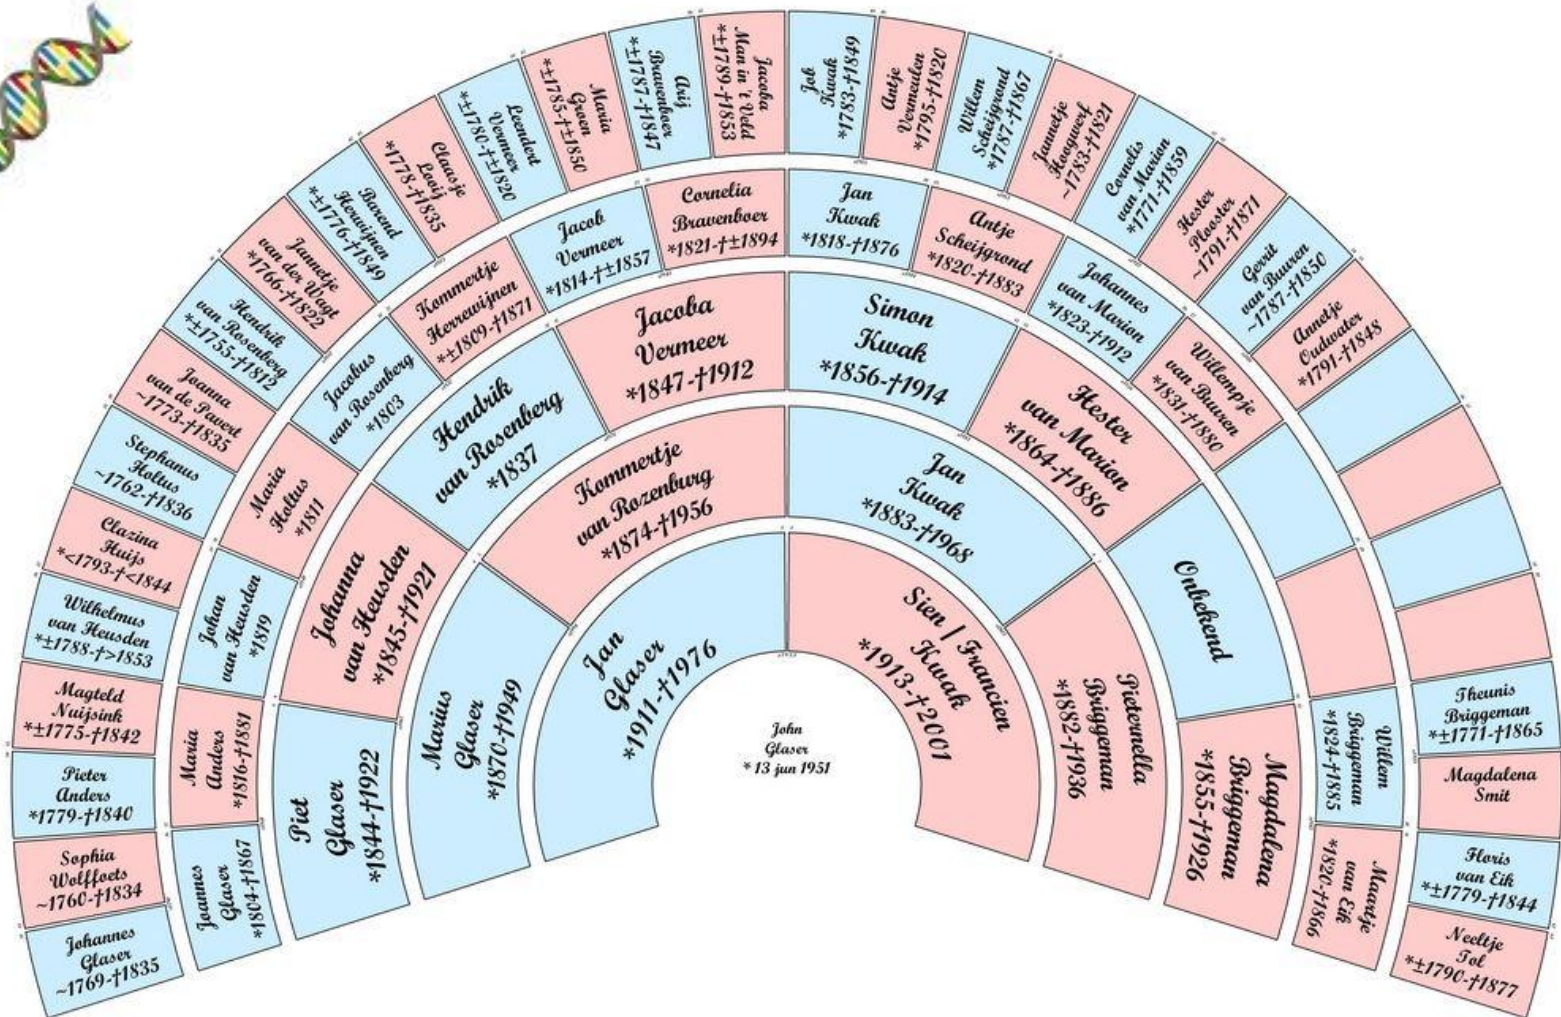 John
Glaser
* 13 jun 1951
Jan
Glaser
*1911-†1976
Sien / Francien
Kwak
*1913-†2001
Marius
Glaser
*1870-†1949
Kommertje
van Rozenburg
*1874-†1956
Jan
Kwak
*1883-†1968
Pieternella
Briggeman
*1882-†1936
Piet
Glaser
*1844-†1922
Johanna
van Heusden
*1845-†1921
Hendrik
van Rosenberg
*1837
Jacoba
Vermeer
*1847-†1912
Simon
Kwak
*1856-†1914
Hester
van Marion
*1864-†1886
Onbekend
Magdalena
Briggeman
*1855-†1926
Joannes
Glaser
*1804-†1867
Maria
Anders
*1816-†1881
Johan
van Heusden
*1819
Maria
Holtus
*1811
Jacobus
van Rosenberg
*1803
Kommertje
Herrewijnen
*±1809-†1871
Jacob
Vermeer
*1814-†±1857
Cornelia
Bravenboer
*1821-†±1894
Jan
Kwak
*1818-†1876
Antje
Scheijgrond
*1820-†1883
Johannes
van Marion
*1823-†1912
Willempje
van Buuren
*1831-†1880
Willem
Briggeman
*1824-†1885
Maartje
van Eik
*1820-†1866
Johannes
Glaser
~1769-†1835
Sophia
Wolffoets
~1760-†1834
Pieter
Anders
*1779-†1840
Magteld
Nuijsink
*±1775-†1842
Wilhelmus
van Heusden
*±1788-†>1853
Clazina
Huijs
*<1793-†<1844
Stephanus
Holtus
~1762-†1836
Joanna
van de Pavert
~1773-†1835
Hendrik
van Rosenberg
*±1755-†1812
Jannetje
van der Wagt
*1766-†1822
Barend
Herwijnen
*±1776-†1849
Claasje
Looij
*1778-†1835
Leendert
Vermeer
*±1780-†±1820
Maria
Groen
*±1785-†±1850
Arij
Bravenboer
*±1787-†1847
Jacoba
Man in 't Veld
*±1789-†1853
Job
Kwak
*1783-†1849
Antje
Vermeulen
*1795-†1820
Willem
Scheijgrond
*1787-†1867
Jannetje
Hoogwerf
~1783-†1821
Cornelis
van Marion
*1771-†1859
Hester
Plooster
~1791-†1871
Gerrit
van Buuren
~1787-†1850
Annetje
Oudwater
*1791-†1848
Theunis
Briggeman
*±1771-†1865
Magdalena
Smit
Floris
van Eik
*±1779-†1844
Neeltje
Tol
*±1790-†1877